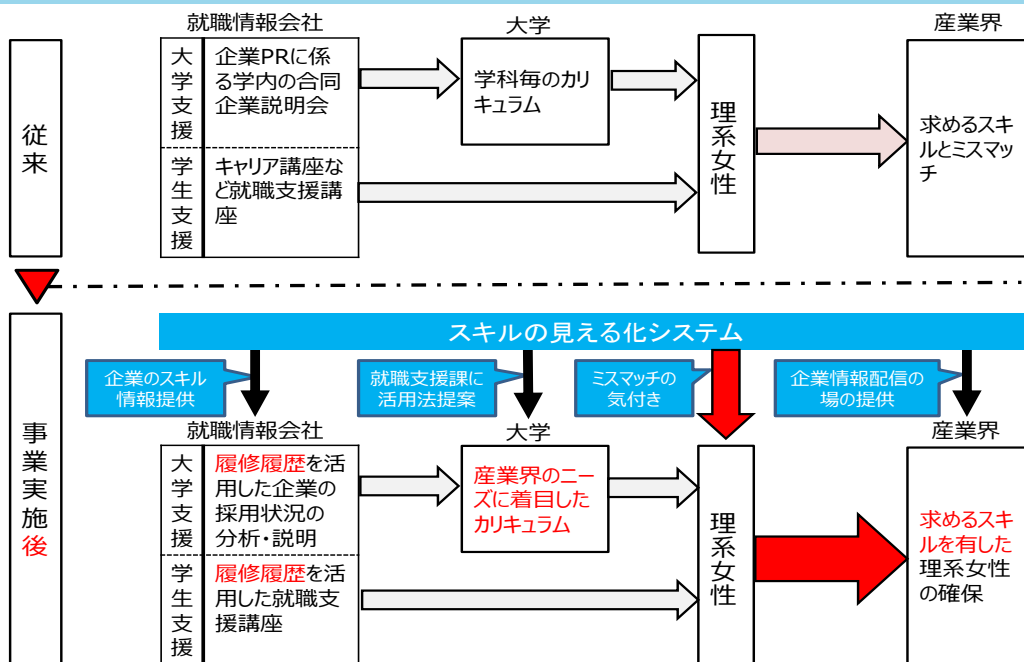 就職情報会社
大学
産業界
従来
大学支援
企業PRに係
る学内の合同
企業説明会
学科毎のカリ
キュラム
理系女性
求めるスキ
ルとミスマッ
チ
学生支援
キャリア講座な
ど就職支援講
座
スキルの見える化システム
企業のスキル
情報提供
就職支援課に
活用法提案
ミスマッチの
気付き
企業情報配信の
場の提供
事業実施後
就職情報会社
大学
産業界
大学支援
履修履歴を活
用した企業の
採用状況の
分析・説明
産業界のニー
ズに着目した
カリキュラム
理系女性
求めるスキ
ルを有した
理系女性
の確保
学生支援
履修履歴を活
用した就職支
援講座